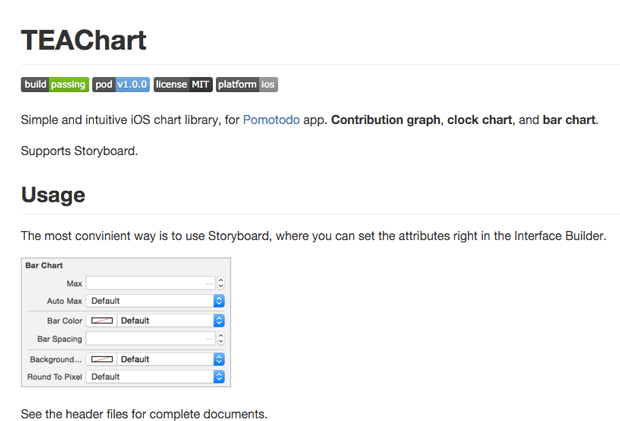 TEAChart
build passing pod v1.0.0 license MIT platform ios
Simple and intuitive iOS chart library, for Pomotodo app. Contribution graph, clock chart, and bar chart.
Supports Storyboard.
Usage
The most convinient way is to use Storyboard, where you can set the attributes right in the Interface Builder.
Bar Chart
Max --
Auto Max Default
Bar Color Default
Bar Spacing --
Background... Default
Round To Pixel Default
See the header files for complete documents.